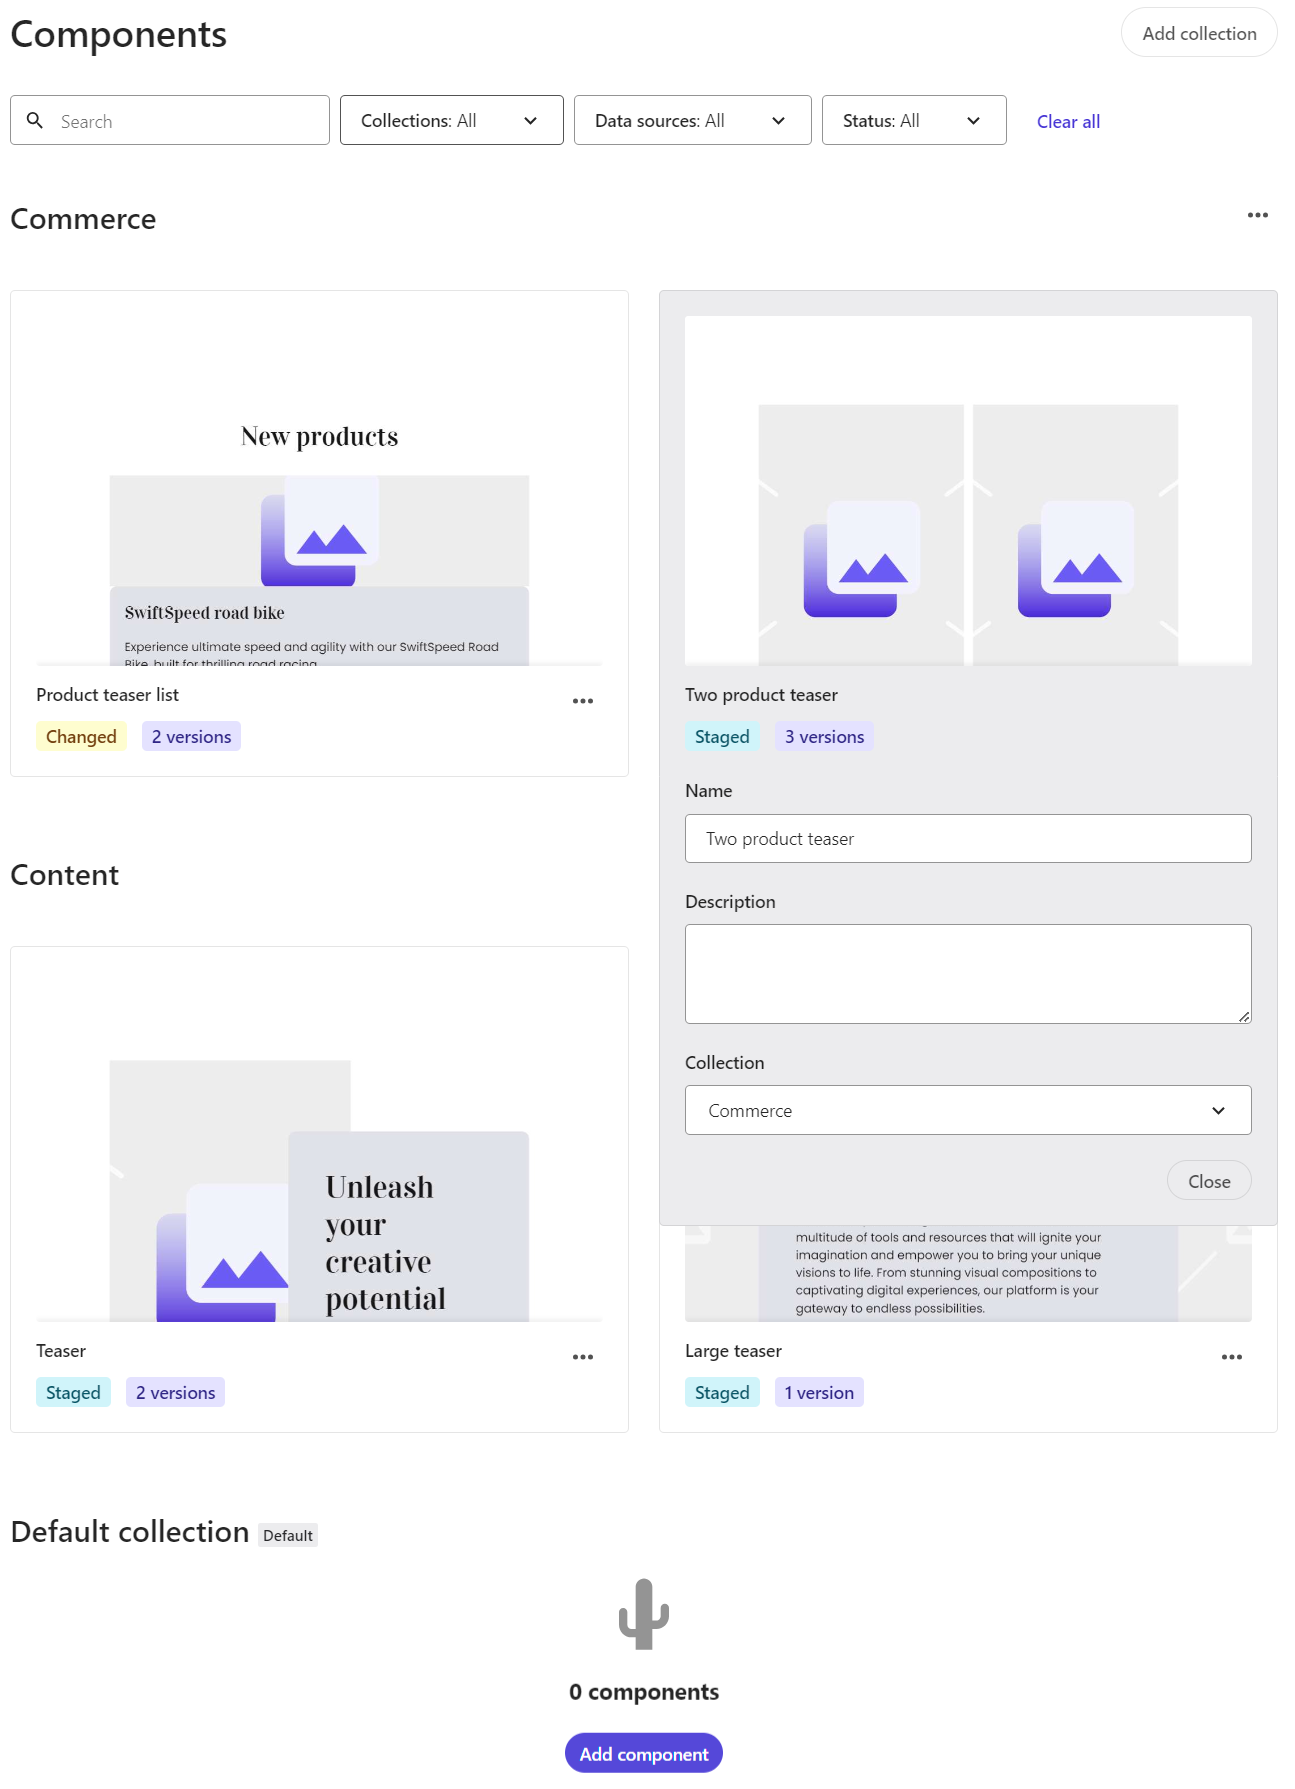 Components
Add collection
Search
Collections: All
Data sources: All
Status: All
Clear all
Commerce
New products
SwiftSpeed road bike
Experience ultimate speed and agility with our SwiftSpeed Road
Bike, built for thrilling road racing
Product teaser list
Changed
2 versions
Two product teaser
Staged
3 versions
Name
Two product teaser
Description
Collection
Commerce
Close
Content
Unleash
your
creative
potential
Teaser
Staged
2 versions
multitude of tools and resources that will ignite your
imagination and empower you to bring your unique
visions to life. From stunning visual compositions to
captivating digital experiences, our platform is your
gateway to endless possibilities.
Large teaser
Staged
1 version
Default collection
Default
0 components
Add component